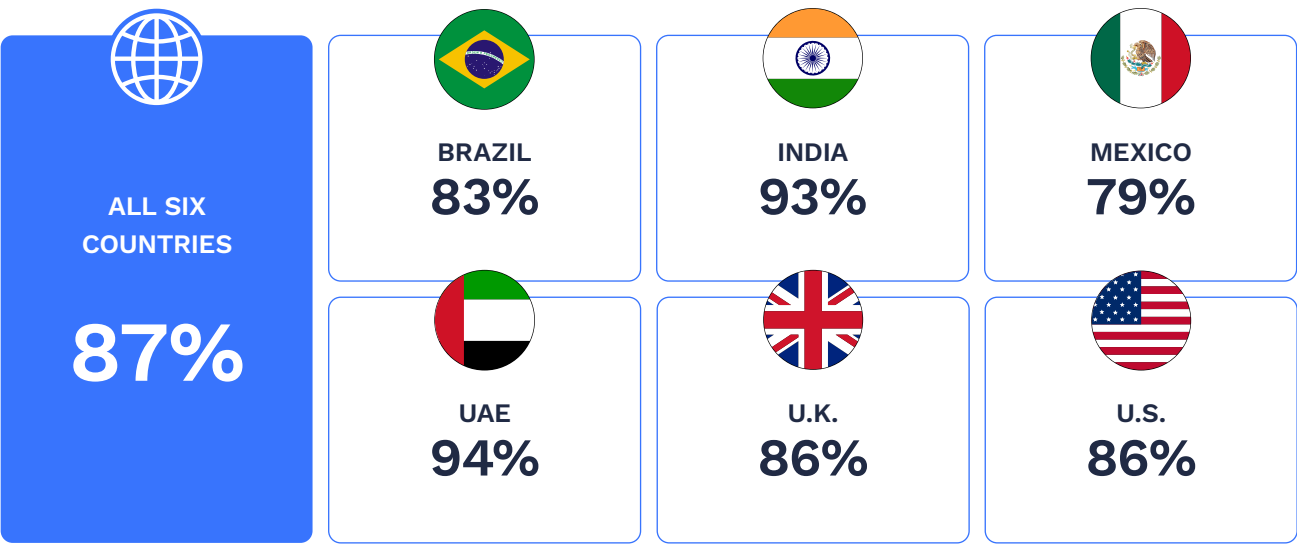 ALL SIX
COUNTRIES
87%
BRAZIL
83%
INDIA
93%
MEXICO
79%
UAE
94%
U.K.
86%
U.S.
86%